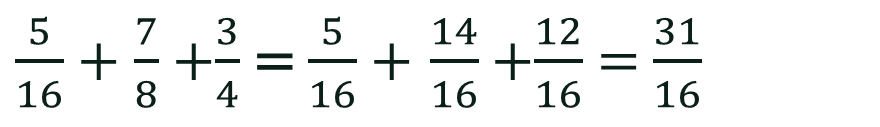 5/16 + 7/8 + 3/4 = 5/16 + 14/16 + 12/16 = 31/16